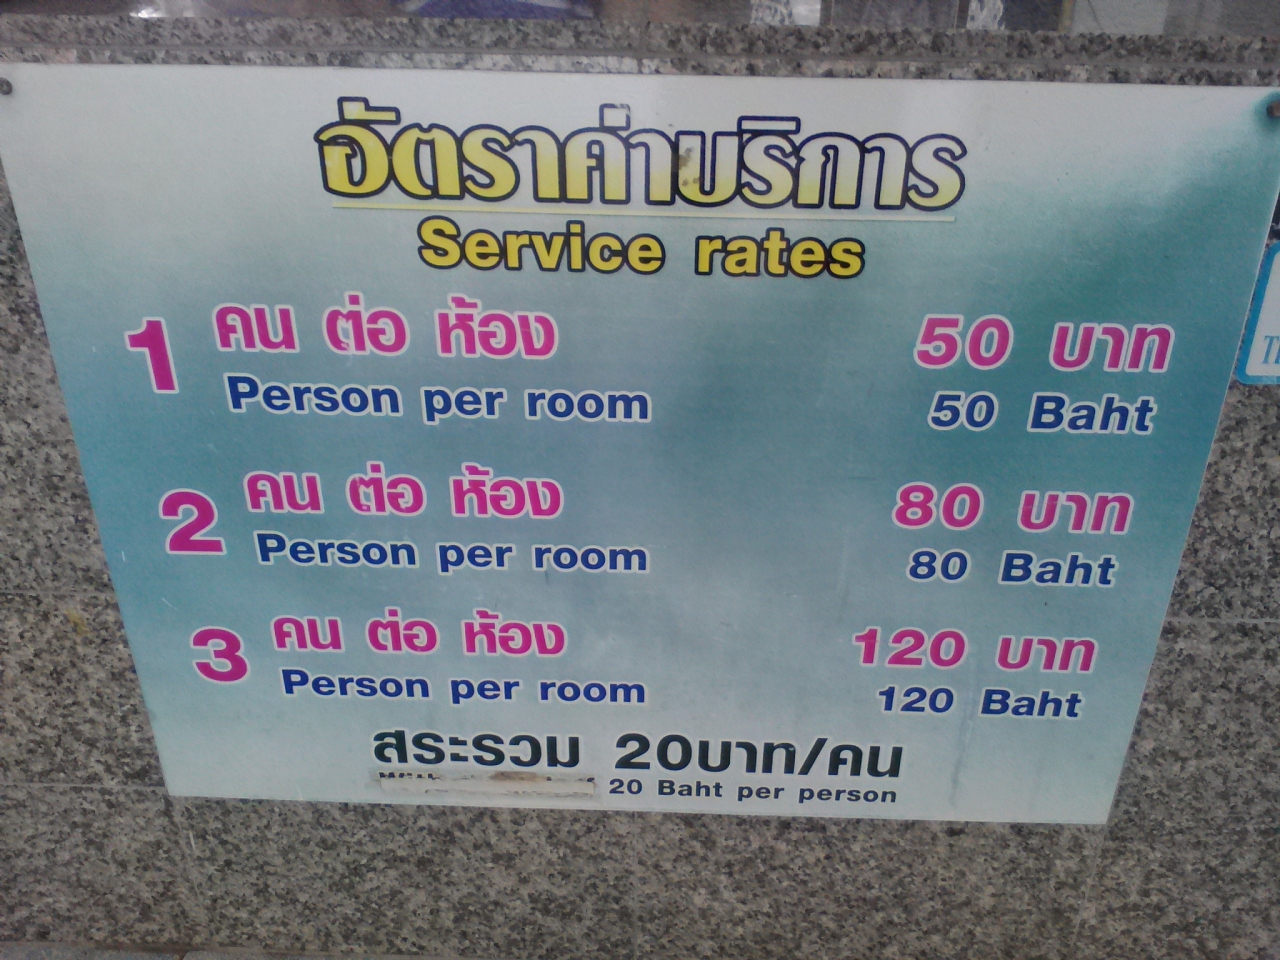 อัตราค่าบริการ
Service rates
1 คน ต่อ ห้อง 50 บาท
Person per room 50 Baht
2 คน ต่อ ห้อง 80 บาท
Person per room 80 Baht
3 คน ต่อ ห้อง 120 บาท
Person per room 120 Baht
สระรวม 20บาท/คน
20 Baht per person